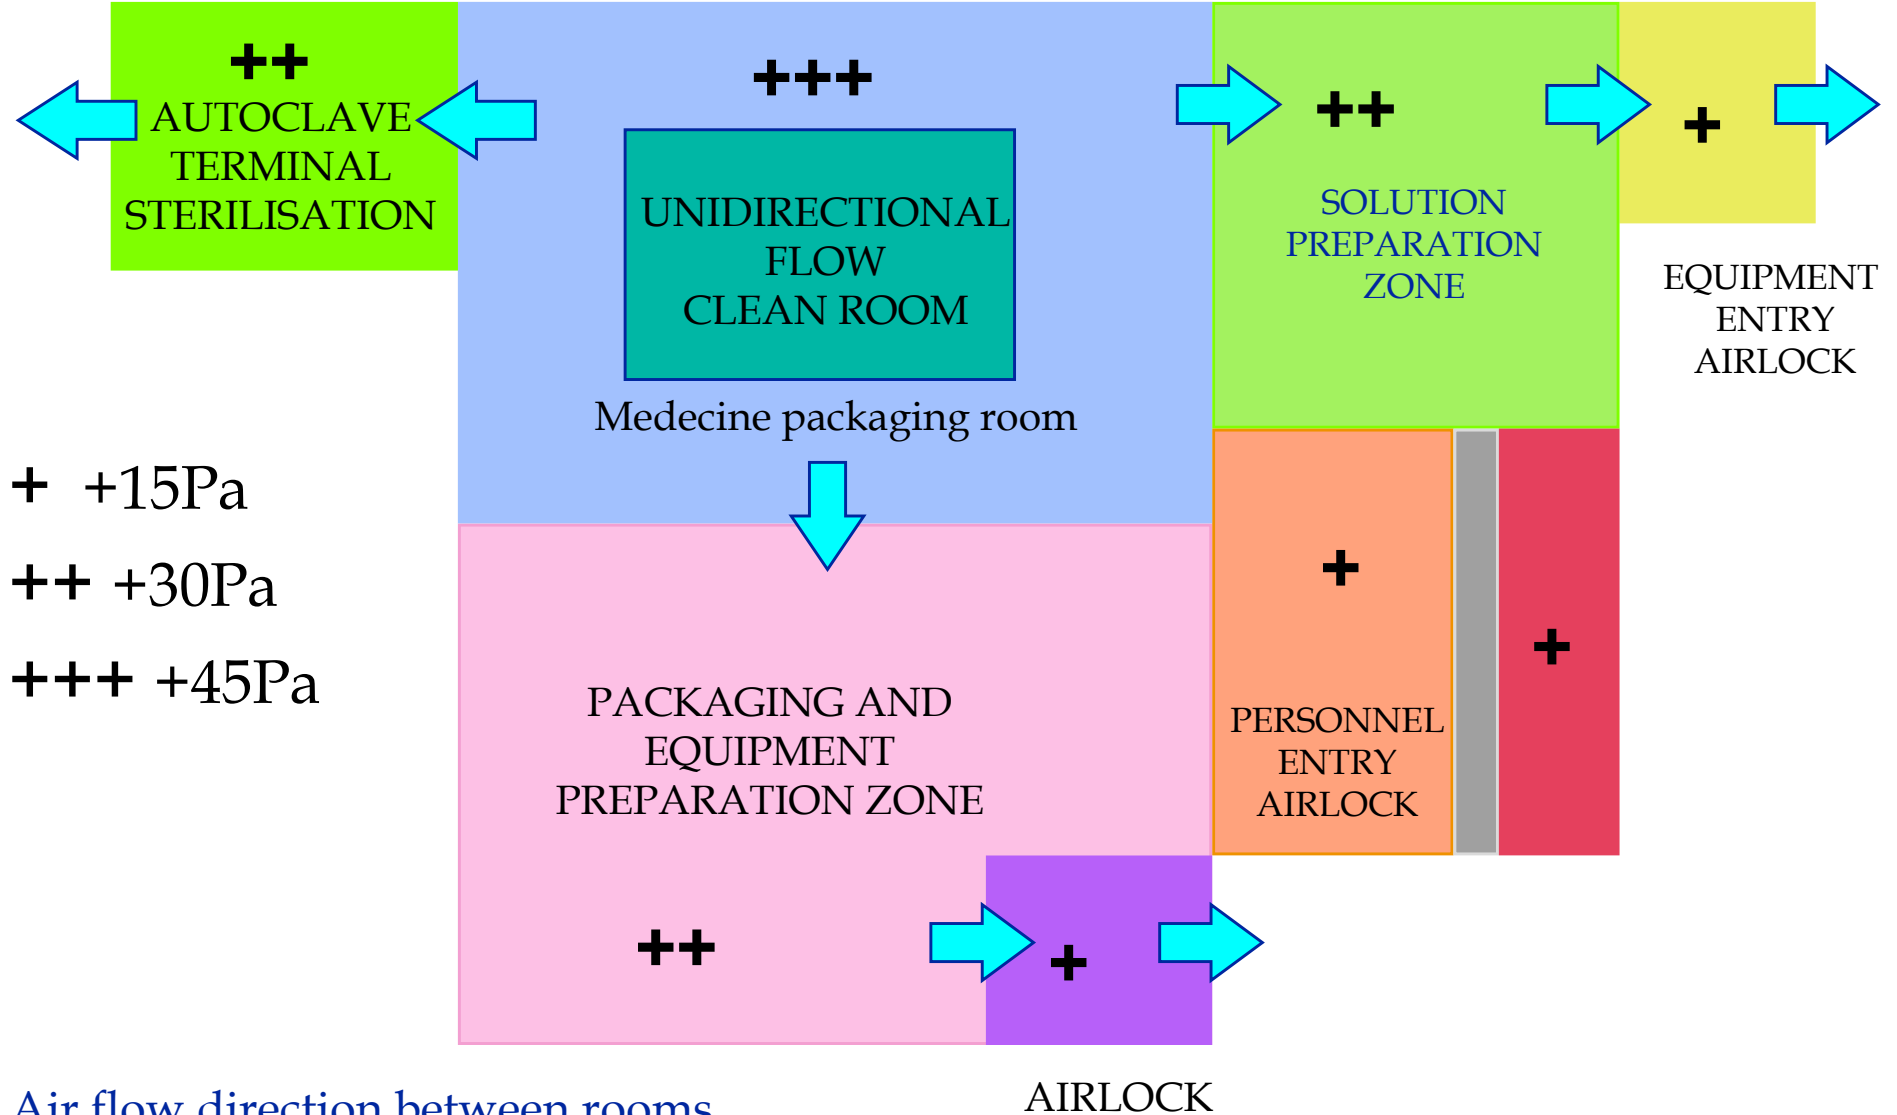 ++
AUTOCLAVE
TERMINAL
STERILISATION
+++
UNIDIRECTIONAL
FLOW
CLEAN ROOM
Medecine packaging room
++
SOLUTION
PREPARATION
ZONE
+
EQUIPMENT
ENTRY
AIRLOCK
+ +15Pa
++ +30Pa
+++ +45Pa
+
PERSONNEL
ENTRY
AIRLOCK
+
PACKAGING AND
EQUIPMENT
PREPARATION ZONE
++
+
AIRLOCK
Air flow direction between rooms